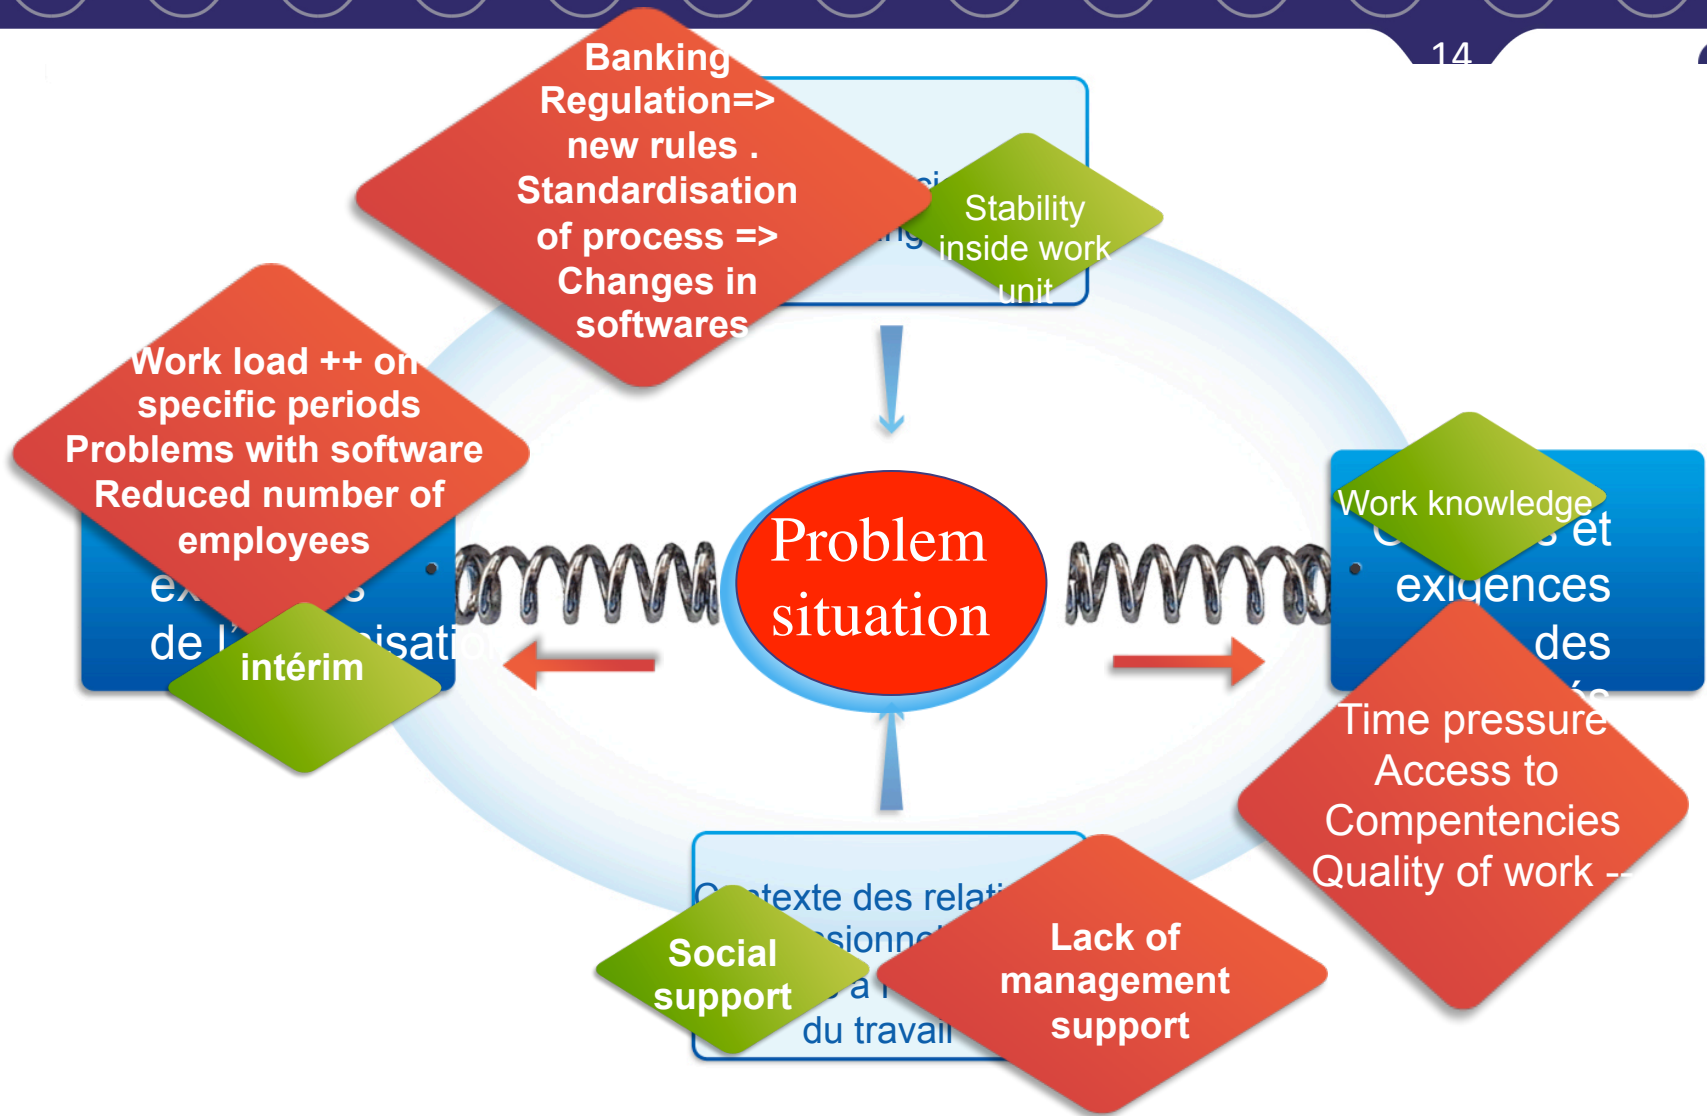 14
Banking
Regulation=>
new rules .
Standardisation
of process =>
Changes in
softwares
Stability
inside work
unit
Work load ++ on
specific periods
Problems with software
Reduced number of
employees
de
intérim
Problem
situation
Work knowledge
et
exigences
des
Time pressure
Access to
Compentencies
Quality of work --
Contexte des
Social
support
à
du travail
Lack of
management
support